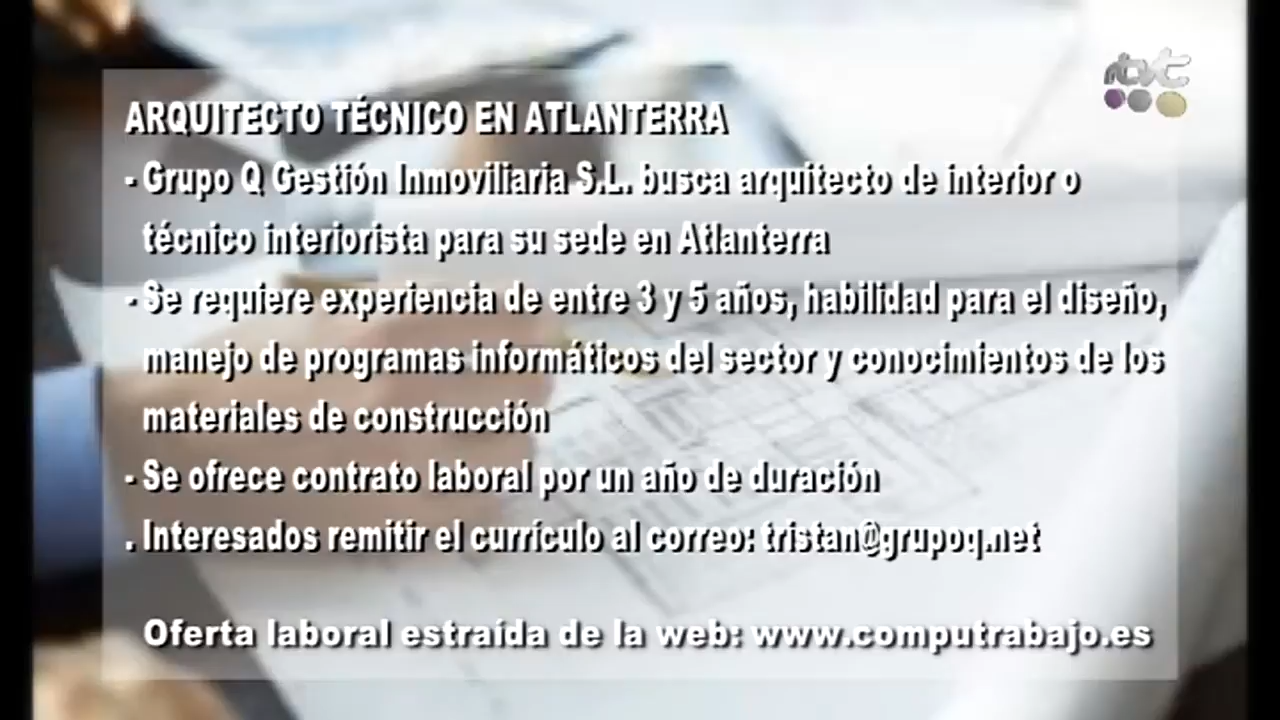 rtvt
ARQUITECTO TÉCNICO EN ATLANTERRA
- Grupo Q Gestión Inmoviliaria S.L. busca arquitecto de interior o
técnico interiorista para su sede en Atlanterra
- Se requiere experiencia de entre 3 y 5 años, habilidad para el diseño,
manejo de programas informáticos del sector y conocimientos de los
materiales de construcción
- Se ofrece contrato laboral por un año de duración
. Interesados remitir el currículo al correo: tristan@grupoq.net
Oferta laboral estraída de la web: www.computrabajo.es